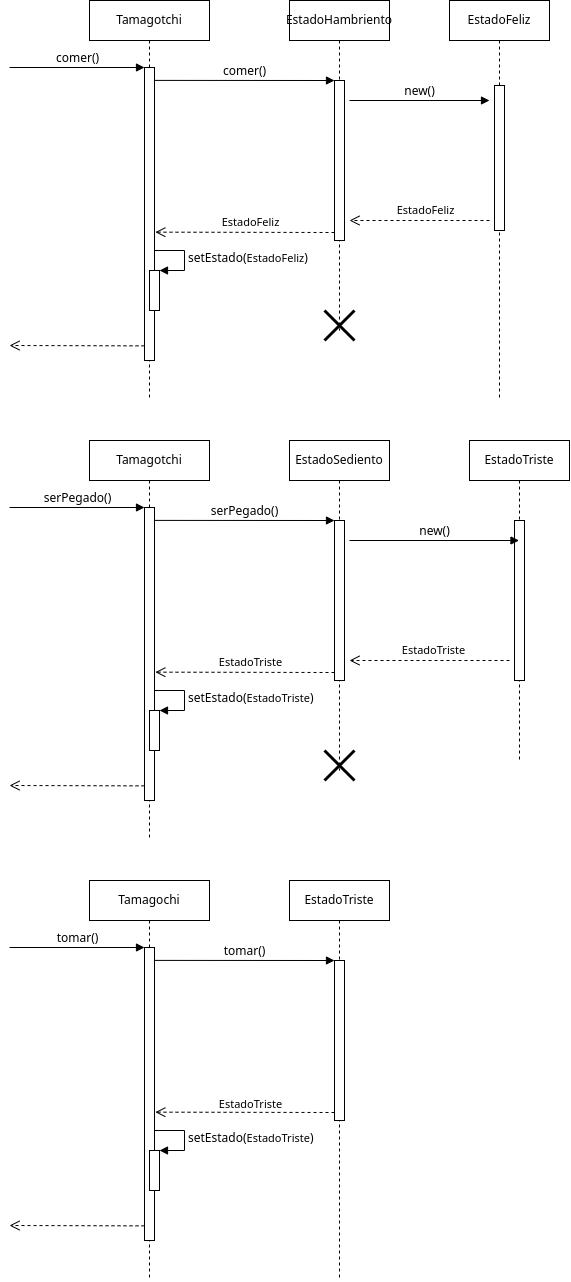 Tamagotchi
EstadoHambriento
EstadoFeliz
comer()
comer()
new()
EstadoFeliz
EstadoFeliz
setEstado(EstadoFeliz)
Tamagotchi
EstadoSediento
EstadoTriste
serPegado()
serPegado()
new()
EstadoTriste
EstadoTriste
setEstado(EstadoTriste)
Tamagochi
EstadoTriste
tomar()
tomar()
EstadoTriste
setEstado(EstadoTriste)